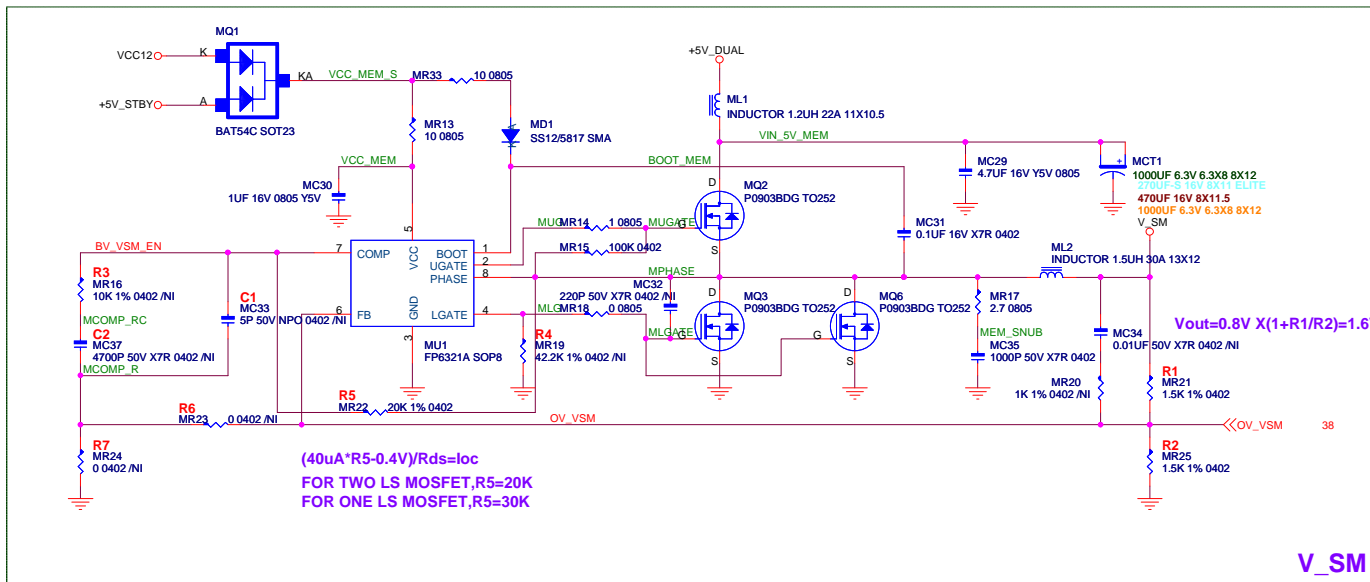 MQ1
VCC12
K
KA
+5V_STBY
A
BAT54C SOT23
VCC_MEM_S
MR33
10 0805
MR13
10 0805
MD1
SS12/5817 SMA
VCC_MEM
MC30
1UF 16V 0805 Y5V
BOOT_MEM
+5V_DUAL
ML1
INDUCTOR 1.2UH 22A 11X10.5
VIN_5V_MEM
MC29
4.7UF 16V Y5V 0805
MCT1
1000UF 6.3V 6.3X8 8X12
270UF-S 16V 8X11 ELITE
470UF 16V 8X11.5
1000UF 6.3V 6.3X8 8X12
V_SM
D
MQ2
P0903BDG TO252
G
S
MUG
MR14
1 0805
MUGATE
MR15
100K 0402
MC31
0.1UF 16V X7R 0402
ML2
INDUCTOR 1.5UH 30A 13X12
BV_VSM_EN
7
COMP
5
VCC
BOOT
1
UGATE
2
PHASE
8
6
FB
GND
3
LGATE
4
MU1
FP6321A SOP8
MPHASE
MC32
220P 50V X7R 0402 /NI
MLG
MR18
0 0805
MLGATE
R4
MR19
42.2K 1% 0402 /NI
D
MQ3
P0903BDG TO252
G
S
D
MQ6
P0903BDG TO252
G
S
MR17
2.7 0805
MEM_SNUB
MC35
1000P 50V X7R 0402
MC34
0.01UF 50V X7R 0402 /NI
Vout=0.8V X(1+R1/R2)=1.6
MR20
1K 1% 0402 /NI
R1
MR21
1.5K 1% 0402
R3
MR16
10K 1% 0402 /NI
MCOMP_RC
C1
MC33
5P 50V NPO 0402 /NI
C2
MC37
4700P 50V X7R 0402 /NI
MCOMP_R
R5
MR22
20K 1% 0402
R6
MR23
0 0402 /NI
OV_VSM
OV_VSM
38
R7
MR24
0 0402 /NI
R2
MR25
1.5K 1% 0402
(40uA*R5-0.4V)/Rds=Ioc
FOR TWO LS MOSFET,R5=20K
FOR ONE LS MOSFET,R5=30K
V_SM